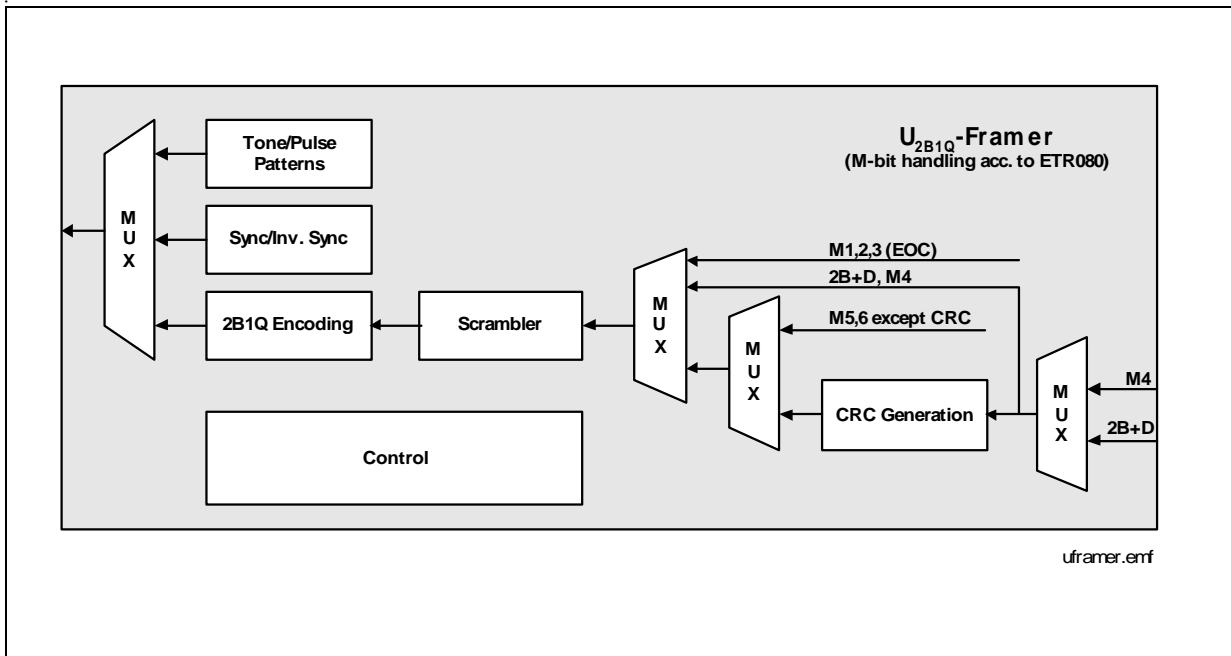 Tone/Pulse
Patterns
U2B1Q-Framer
(M-bit handling acc. to ETR080)
M
U
X
Sync/Inv. Sync
M1,2,3 (EOC)
2B+D, M4
2B1Q Encoding
Scrambler
M
U
X
M5,6 except CRC
M
U
X
M4
CRC Generation
M
U
X
2B+D
Control
uframer.emf